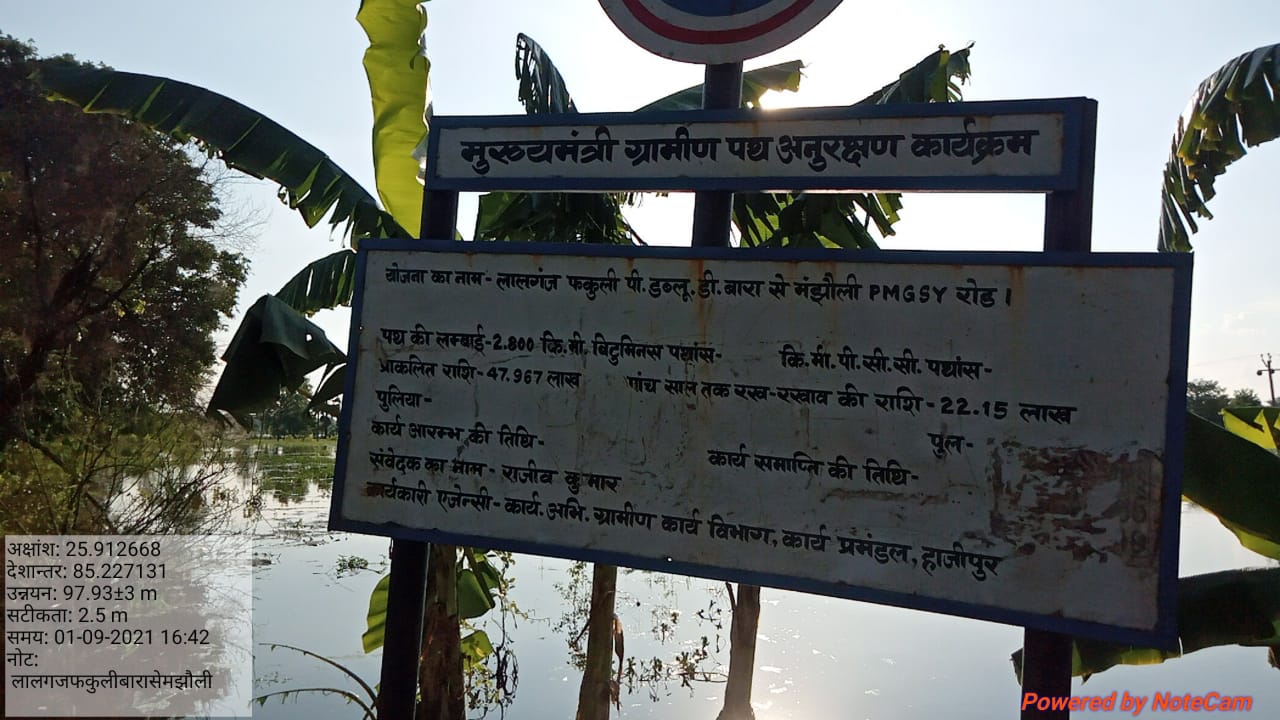 मुख्यमंत्री ग्रामीण पथ अनुरक्षण कार्यक्रम
योजना का नाम- लालगंज फकुली पी. डब्लू. डी. बारा से मंझौली PMGSY रोड।
पथ की लम्बाई-2.800 कि.मी. बिटुमिनस पथांस- कि.मी. पी. सी. सी. पथांस-
प्राकलित राशि-47.967 लाख पांच साल तक रख-रखाव की राशि-22.15 लाख
पुलिया- पुल-
कार्य आरम्भ की तिथि- कार्य समाप्ति की तिथि-
संवेदक का नाम- राजीव कुमार
कार्यकारी एजेन्सी- कार्य. अभि. ग्रामीण कार्य विभाग, कार्य प्रमंडल, हाजीपुर
अक्षांश: 25.912668
देशान्तर: 85.227131
उन्नयन: 97.93±3 m
सटीकता: 2.5 m
समय: 01-09-2021 16:42
नोट:
लालगजफकुलीबारासेमझौली
Powered by NoteCam